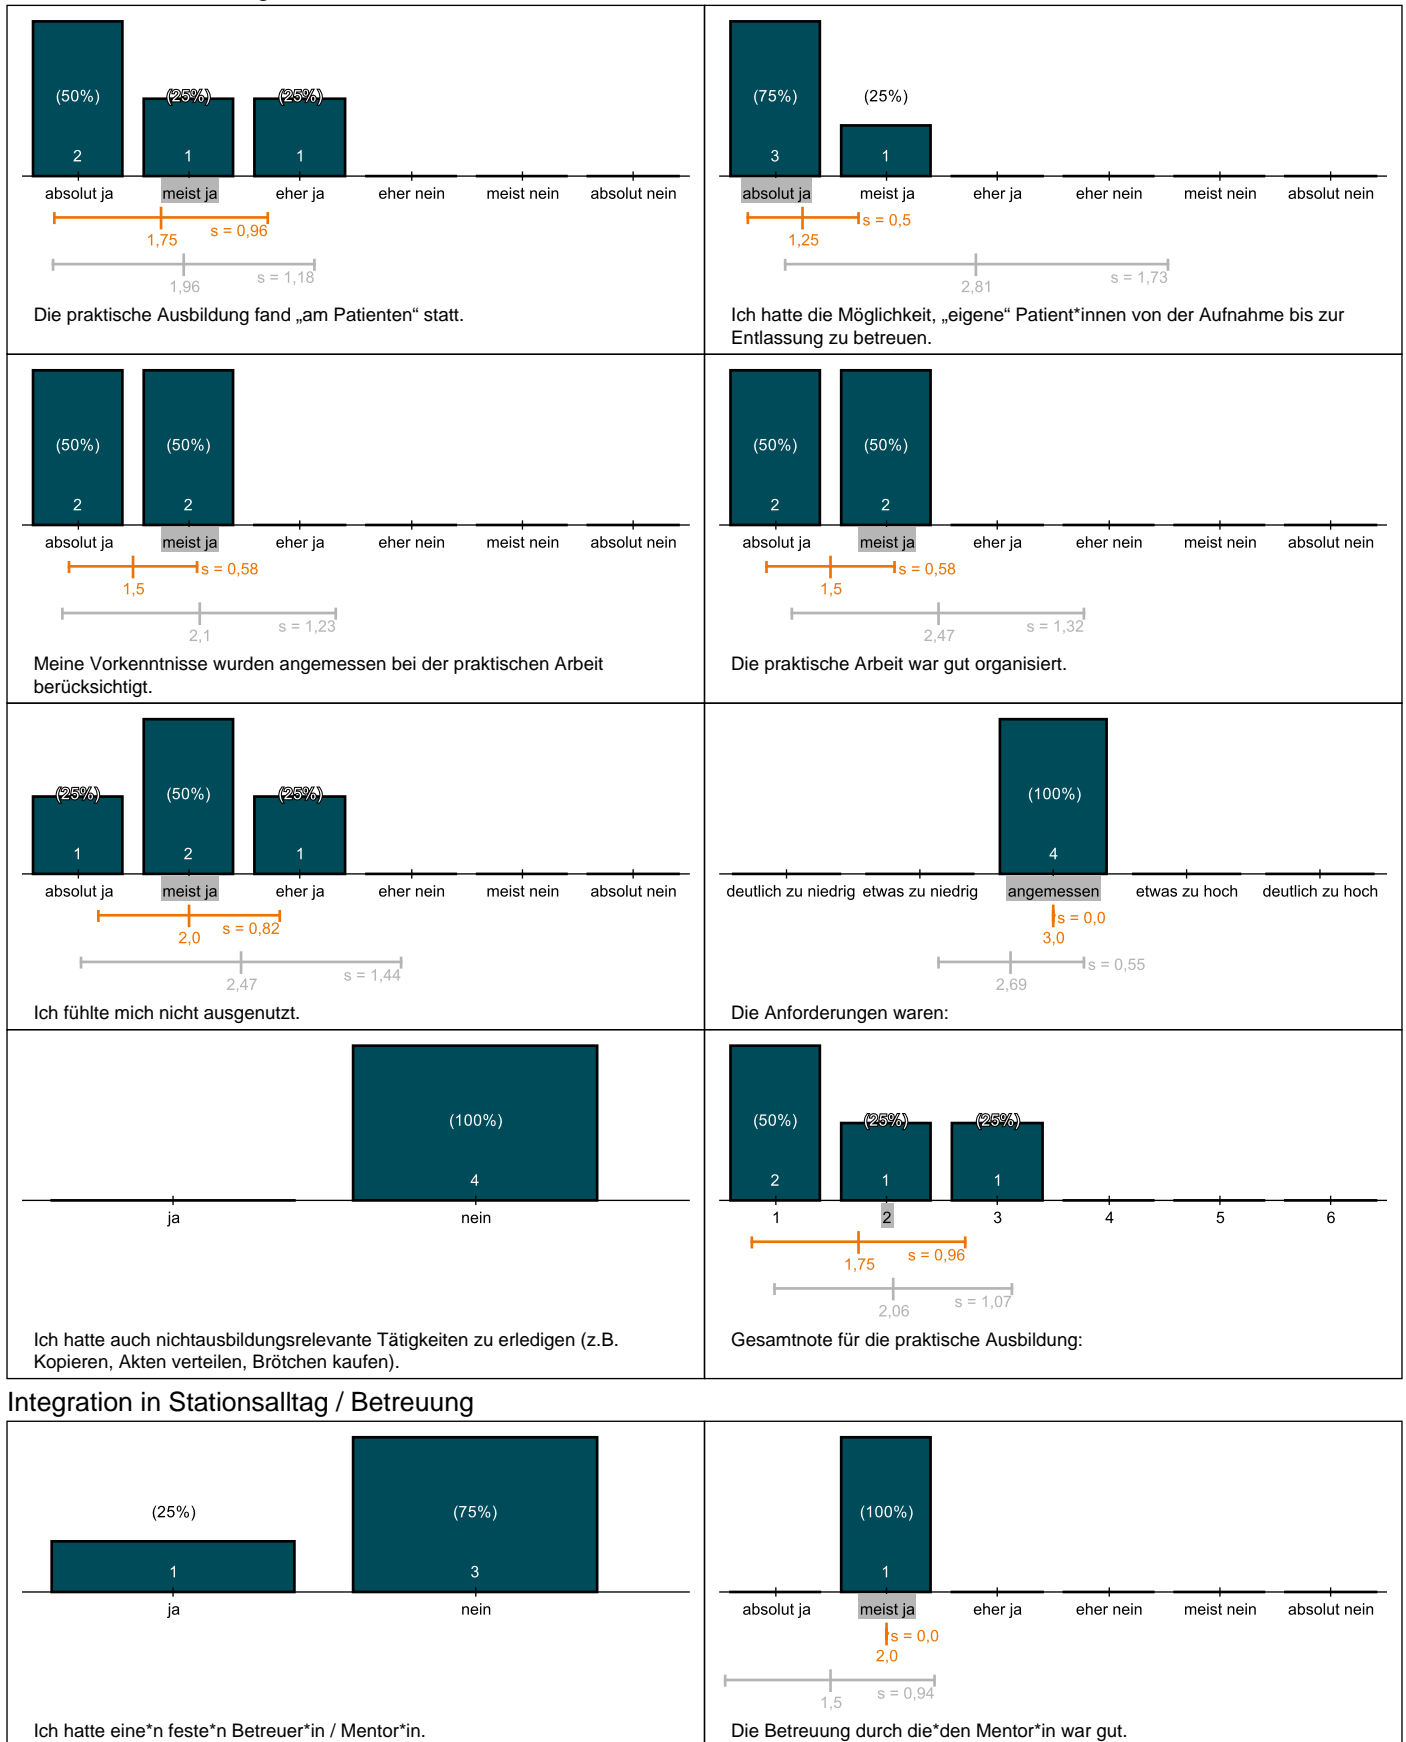 (50%)
(25%)
(25%)
2
1
1
absolut ja
meist ja
eher ja
eher nein
meist nein
absolut nein
s = 0,96
1,75
s = 1,18
1,96
Die praktische Ausbildung fand „am Patienten“ statt.
(75%)
(25%)
3
1
absolut ja
meist ja
eher ja
eher nein
meist nein
absolut nein
s = 0,5
1,25
s = 1,73
2,81
Ich hatte die Möglichkeit, „eigene“ Patient*innen von der Aufnahme bis zur
Entlassung zu betreuen.
(50%)
(50%)
2
2
absolut ja
meist ja
eher ja
eher nein
meist nein
absolut nein
s = 0,58
1,5
s = 1,23
2,1
Meine Vorkenntnisse wurden angemessen bei der praktischen Arbeit
berücksichtigt.
(50%)
(50%)
2
2
absolut ja
meist ja
eher ja
eher nein
meist nein
absolut nein
s = 0,58
1,5
s = 1,32
2,47
Die praktische Arbeit war gut organisiert.
(25%)
(50%)
(25%)
1
2
1
absolut ja
meist ja
eher ja
eher nein
meist nein
absolut nein
s = 0,82
2,0
s = 1,44
2,47
Ich fühlte mich nicht ausgenutzt.
(100%)
4
deutlich zu niedrig
etwas zu niedrig
angemessen
etwas zu hoch
deutlich zu hoch
s = 0,0
3,0
s = 0,55
2,69
Die Anforderungen waren:
(100%)
4
ja
nein
Ich hatte auch nichtausbildungsrelevante Tätigkeiten zu erledigen (z.B.
Kopieren, Akten verteilen, Brötchen kaufen).
(50%)
(25%)
(25%)
2
1
1
1
2
3
4
5
6
s = 0,96
1,75
s = 1,07
2,06
Gesamtnote für die praktische Ausbildung:
Integration in Stationsalltag / Betreuung
(25%)
(75%)
1
3
ja
nein
Ich hatte eine*n feste*n Betreuer*in / Mentor*in.
(100%)
1
absolut ja
meist ja
eher ja
eher nein
meist nein
absolut nein
s = 0,0
2,0
s = 0,94
1,5
Die Betreuung durch die*den Mentor*in war gut.